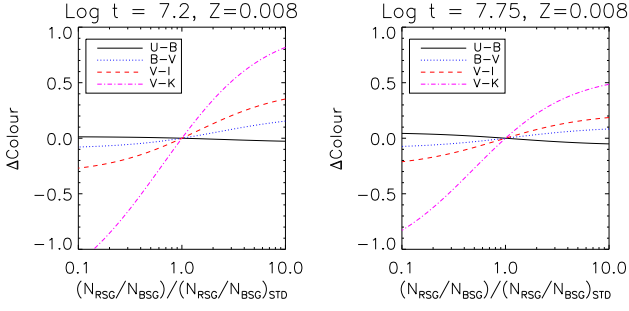 Log t = 7.2, Z=0.008
1.0
0.5
0.0
−0.5
−1.0
ΔColour
U−B
B−V
V−I
V−K
0.1
1.0
10.0
(N_RSG/N_BSG)/(N_RSG/N_BSG)_STD
Log t = 7.75, Z=0.008
1.0
0.5
0.0
−0.5
−1.0
ΔColour
U−B
B−V
V−I
V−K
0.1
1.0
10.0
(N_RSG/N_BSG)/(N_RSG/N_BSG)_STD